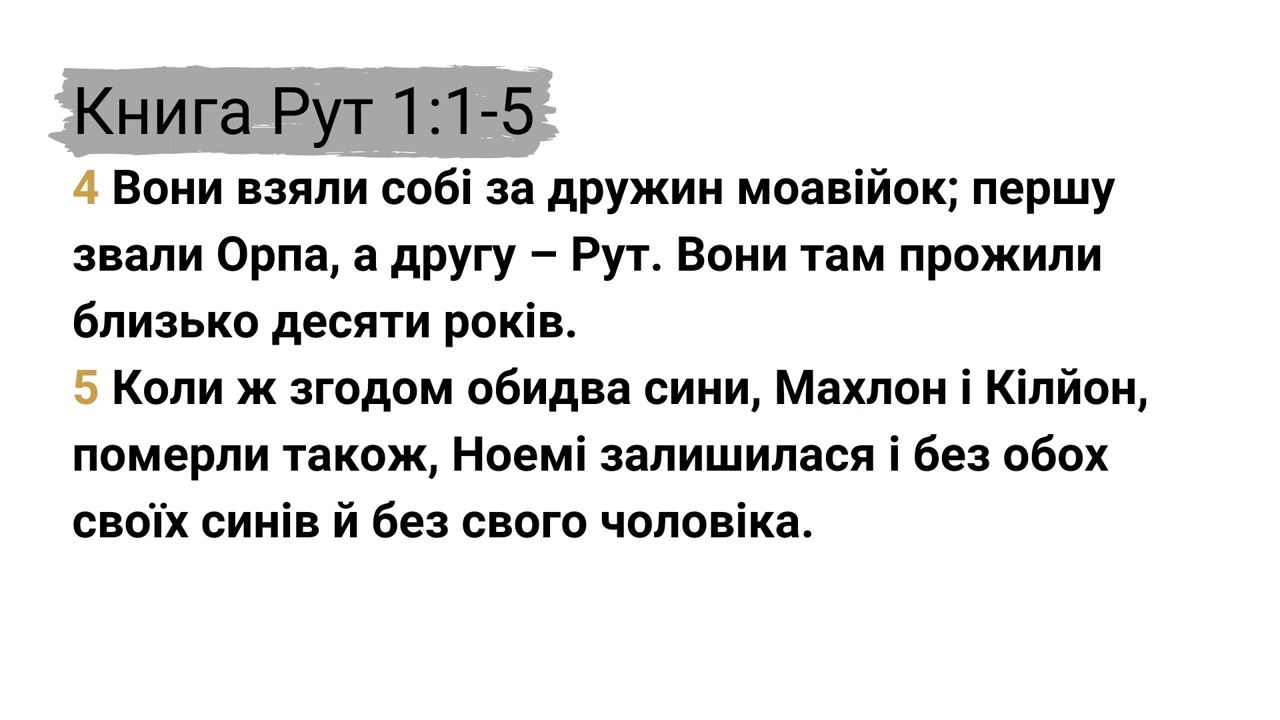 Книга Рут 1:1-5
4 Вони взяли собі за дружин моавійок; першу
звали Орпа, а другу – Рут. Вони там прожили
близько десяти років.
5 Коли ж згодом обидва сини, Махлон і Кілйон,
померли також, Ноемі залишилася і без обох
своїх синів й без свого чоловіка.